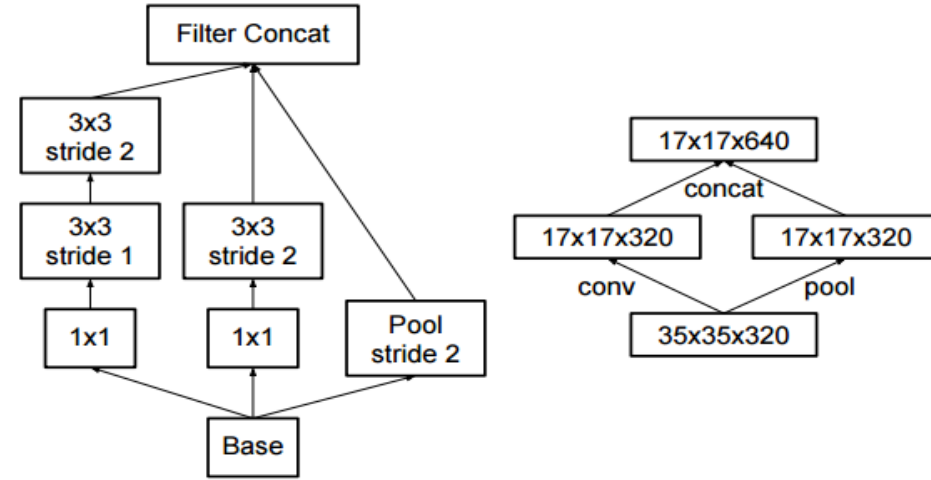 Filter Concat
3x3
stride 2
3x3
stride 1
3x3
stride 2
1x1
1x1
Pool
stride 2
Base
17x17x640
concat
17x17x320
17x17x320
conv
pool
35x35x320